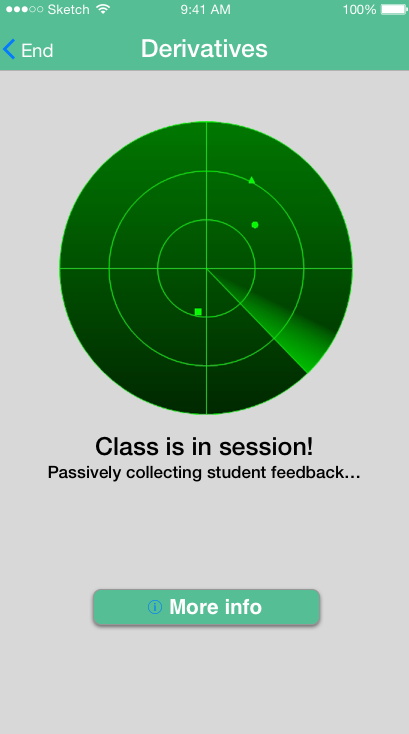 Sketch 9:41 AM 100%
End Derivatives
Class is in session!
Passively collecting student feedback...
More info